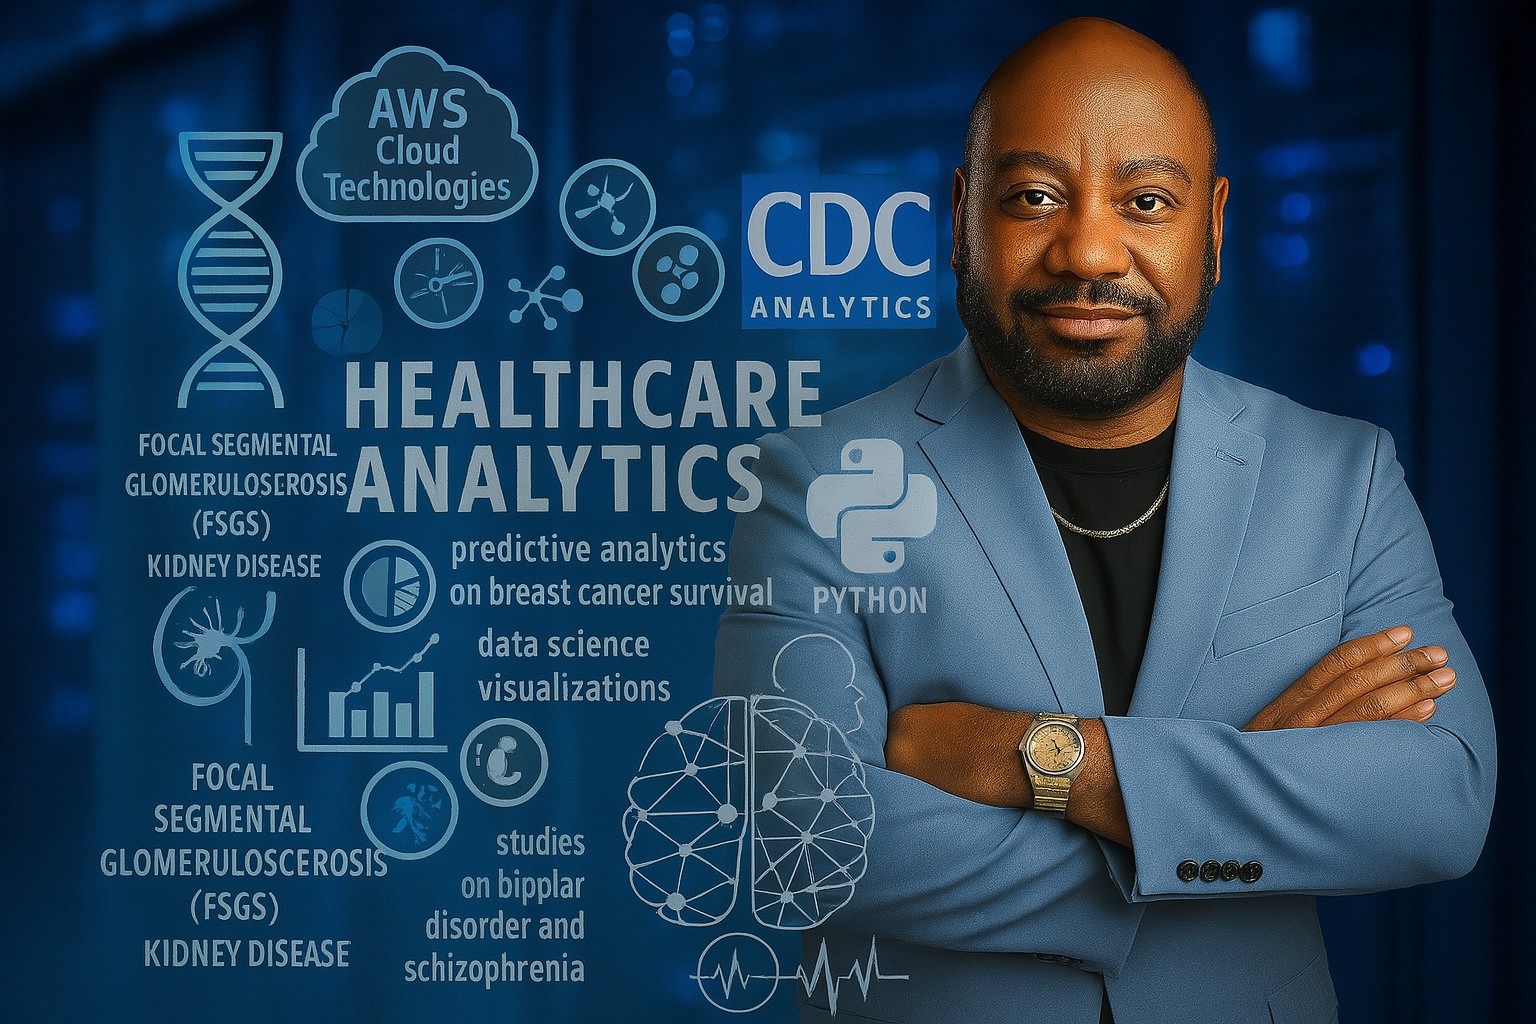 AWS
Cloud
Technologies
CDC
ANALYTICS
HEALTHCARE
ANALYTICS
FOCAL SEGMENTAL
GLOMERULOSEROSIS
(FSGS)
KIDNEY DISEASE
predictive analytics
on breast cancer survival
PYTHON
data science
visualizations
FOCAL
SEGMENTAL
GLOMERULOSCEROSIS
(FSGS)
KIDNEY DISEASE
studies
on bipplar
disorder and
schizophrenia